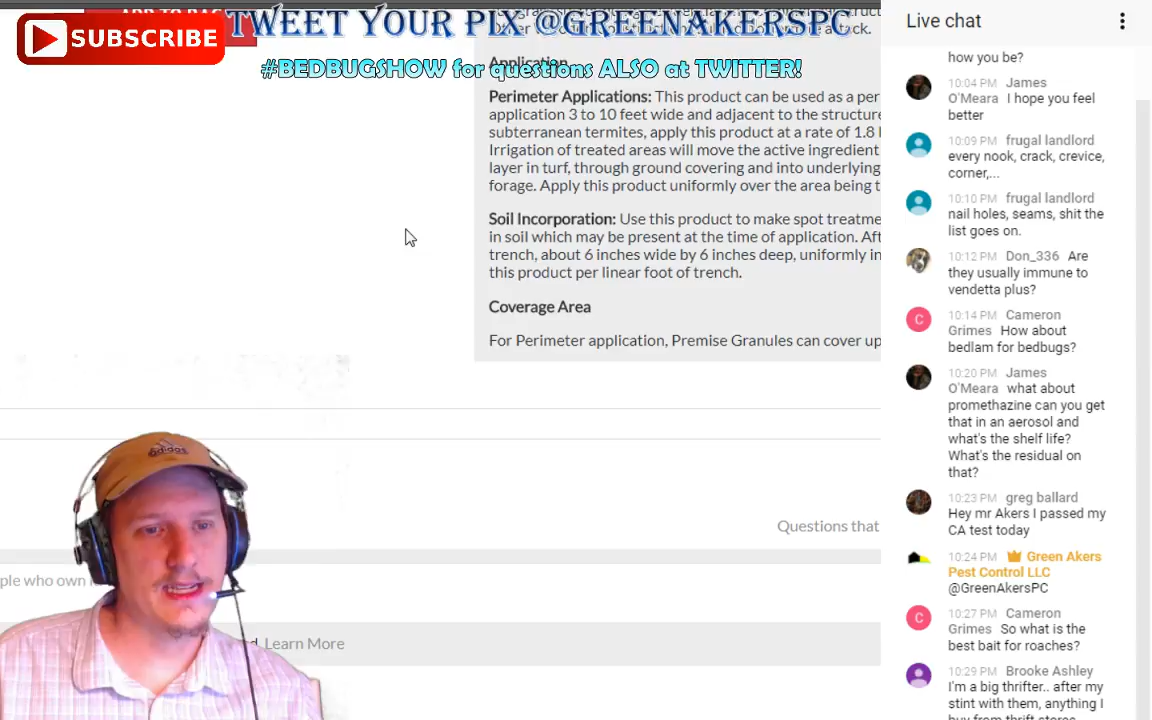 SUBSCRIBE
TWEET YOUR PIX @GREENAKERSPC
#BEDBUGSHOW for questions ALSO at TWITTER!
Application
Perimeter Applications: This product can be used as a per
application 3 to 10 feet wide and adjacent to the structure
subterranean termites, apply this product at a rate of 1.8
Irrigation of treated areas will move the active ingredient
layer in turf, through ground covering and into underlying
forage. Apply this product uniformly over the area being t
Soil Incorporation: Use this product to make spot treatme
in soil which may be present at the time of application. Aft
trench, about 6 inches wide by 6 inches deep, uniformly in
this product per linear foot of trench.
Coverage Area
For Perimeter application, Premise Granules can cover up
Questions that
ple who own
Learn More
adidas
Live chat
how you be?
10:04 PM James
O'Meara I hope you feel
better
10:09 PM frugal landlord
every nook, crack, crevice,
corner,...
10:10 PM frugal landlord
nail holes, seams, shit the
list goes on.
10:12 PM Don_336 Are
they usually immune to
vendetta plus?
10:14 PM Cameron
Grimes How about
bedlam for bedbugs?
10:20 PM James
O'Meara what about
promethazine can you get
that in an aerosol and
what's the shelf life?
What's the residual on
that?
10:23 PM greg ballard
Hey mr Akers I passed my
CA test today
10:24 PM Green Akers
Pest Control LLC
@GreenAkersPC
C
10:27 PM Cameron
Grimes So what is the
best bait for roaches?
10:29 PM Brooke Ashley
I'm a big thrifter.. after my
stint with them, anything I
buy from thrift stores